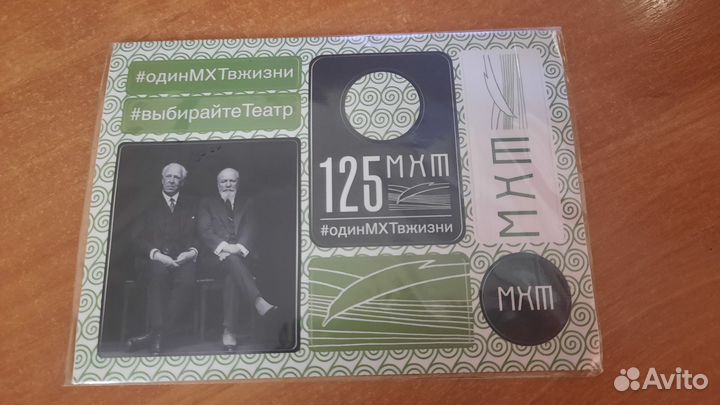 #одинМХТвжизни
#выбирайтеТеатр
125 МХТ
#одинМХТвжизни
МХТ
МХТ
Avito